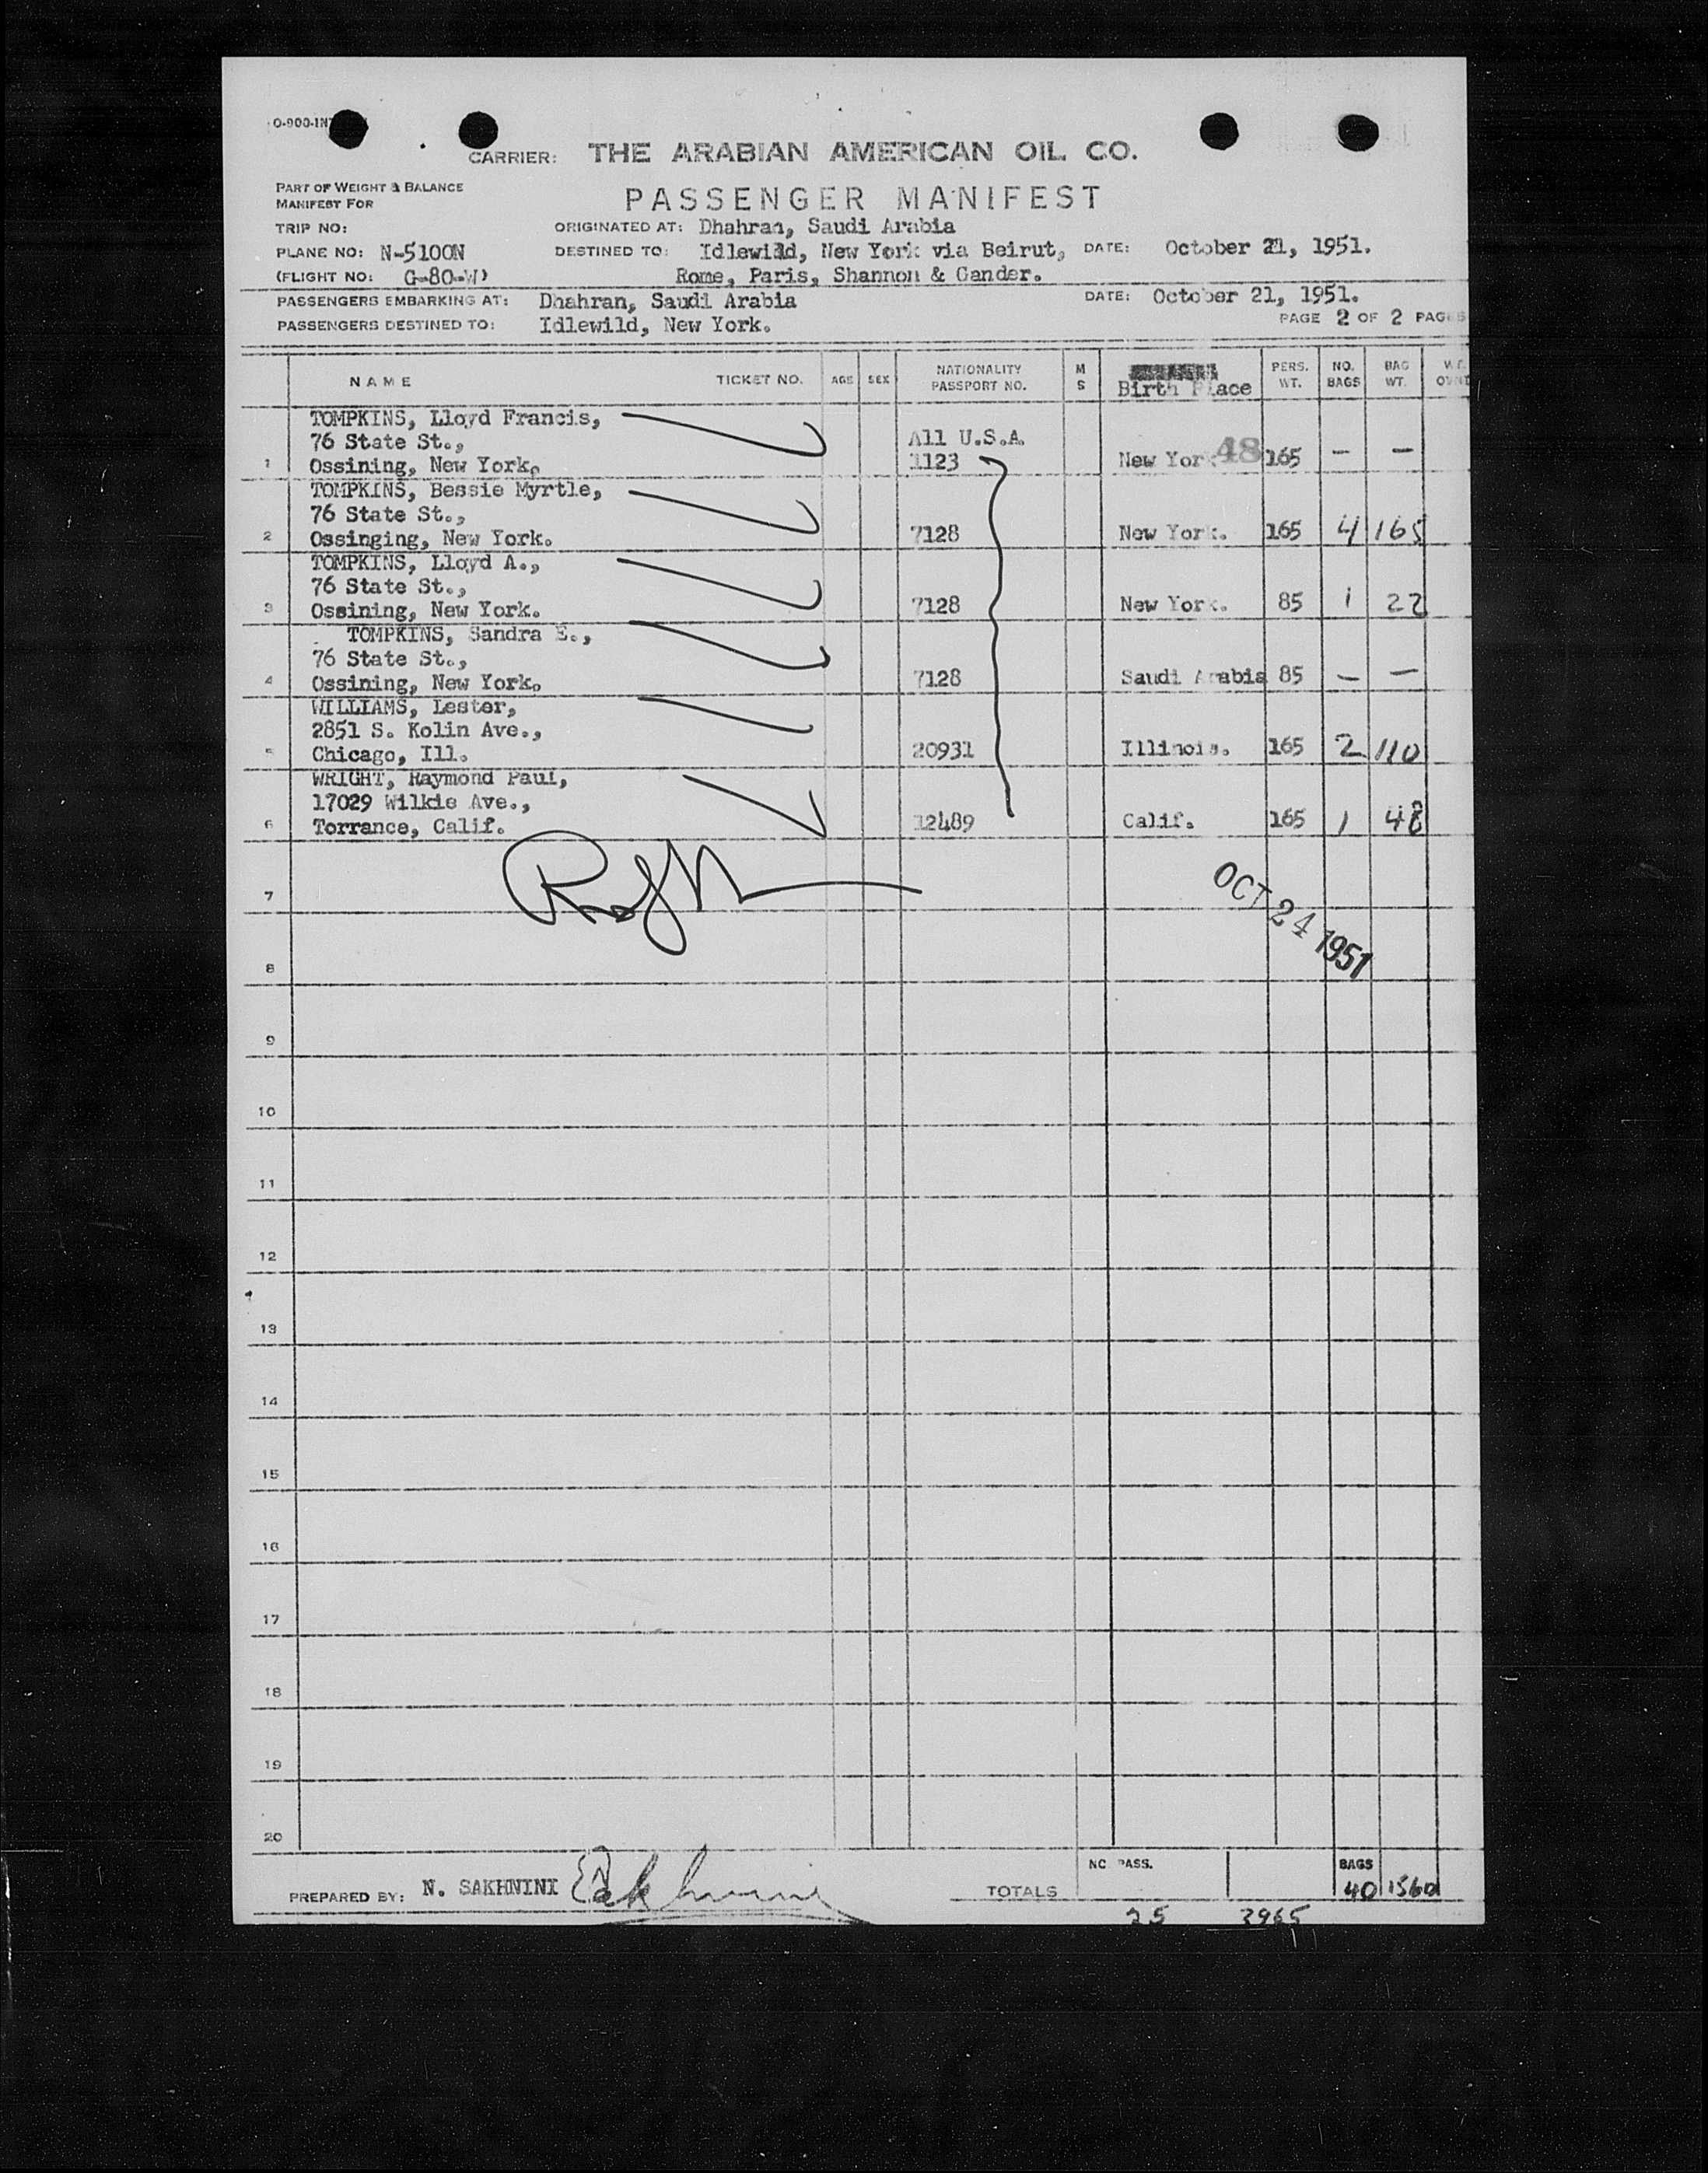 O-900-INT
CARRIER: THE ARABIAN AMERICAN OIL CO.
PART OF WEIGHT & BALANCE
MANIFEST FOR
PASSENGER MANIFEST
TRIP NO:
ORIGINATED AT: Dhahran, Saudi Arabia
PLANE NO: N-5100N
DESTINED TO: Idlewild, New York via Beirut, DATE: October 21, 1951.
(FLIGHT NO: G-80-W)
Rome, Paris, Shannon & Gander.
PASSENGERS EMBARKING AT: Dhahran, Saudi Arabia DATE: October 21, 1951.
PASSENGERS DESTINED TO: Idlewild, New York.
PAGE 2 OF 2 PAGES
NAME TICKET NO. AGE SEX NATIONALITY PASSPORT NO. M S Birth Place PERS. WT. NO. BAGS BAG WT.
TOMPKINS, Lloyd Francis,
76 State St., All U.S.A.
1 Ossining, New York. 1123 New York 48 165 — —
TOMPKINS, Bessie Myrtle,
76 State St.,
2 Ossinging, New York. 7128 New York. 165 4 165
TOMPKINS, Lloyd A.,
76 State St.,
3 Ossining, New York. 7128 New York. 85 1 22
TOMPKINS, Sandra E.,
76 State St.,
4 Ossining, New York. 7128 Saudi Arabia 85 — —
WILLIAMS, Lester,
2851 S. Kolin Ave.,
5 Chicago, Ill. 20931 Illinois. 165 2 110
WRIGHT, Raymond Paul,
17029 Wilkie Ave.,
6 Torrance, Calif. 12489 Calif. 165 1 48
OCT 24 1951
7
8
9
10
11
12
13
14
15
16
17
18
19
20
NO. PASS. BAGS
PREPARED BY: N. SAKHNINI TOTALS 40 1560
25 3965